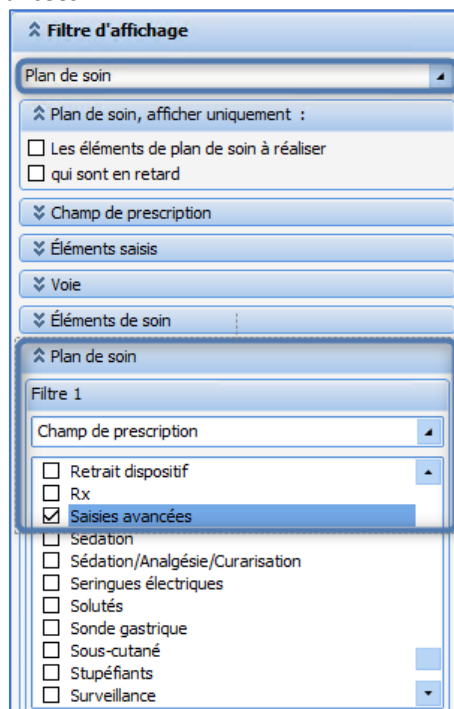 Filtre d'affichage
Plan de soin
Plan de soin, afficher uniquement :
Les éléments de plan de soin à réaliser
qui sont en retard
Champ de prescription
Éléments saisis
Voie
Éléments de soin
Plan de soin
Filtre 1
Champ de prescription
Retrait dispositif
Rx
Saisies avancées
Sédation
Sédation/Analgésie/Curarisation
Seringues électriques
Solutés
Sonde gastrique
Sous-cutané
Stupéfiants
Surveillance